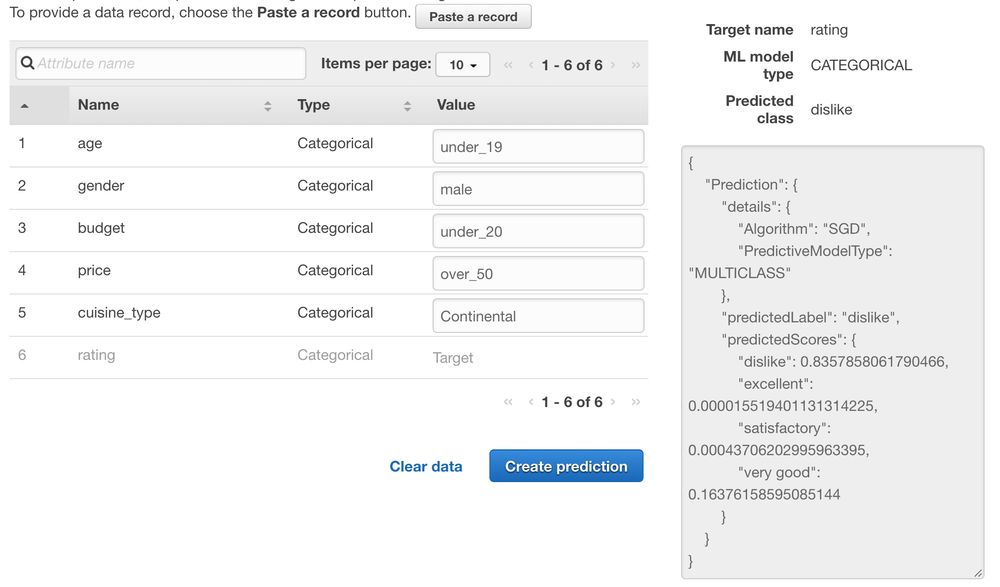 To provide a data record, choose the Paste a record button. Paste a record
Attribute name Items per page: 10 « ‹ 1 - 6 of 6 › »
Name Type Value
1 age Categorical under_19
2 gender Categorical male
3 budget Categorical under_20
4 price Categorical over_50
5 cuisine_type Categorical Continental
6 rating Categorical Target
« ‹ 1 - 6 of 6 › »
Clear data Create prediction
Target name rating
ML model type CATEGORICAL
Predicted class dislike
{
"Prediction": {
"details": {
"Algorithm": "SGD",
"PredictiveModelType":
"MULTICLASS"
},
"predictedLabel": "dislike",
"predictedScores": {
"dislike": 0.8357858061790466,
"excellent":
0.000015519401131314225,
"satisfactory":
0.00043706202995963395,
"very good":
0.16376158595085144
}
}
}